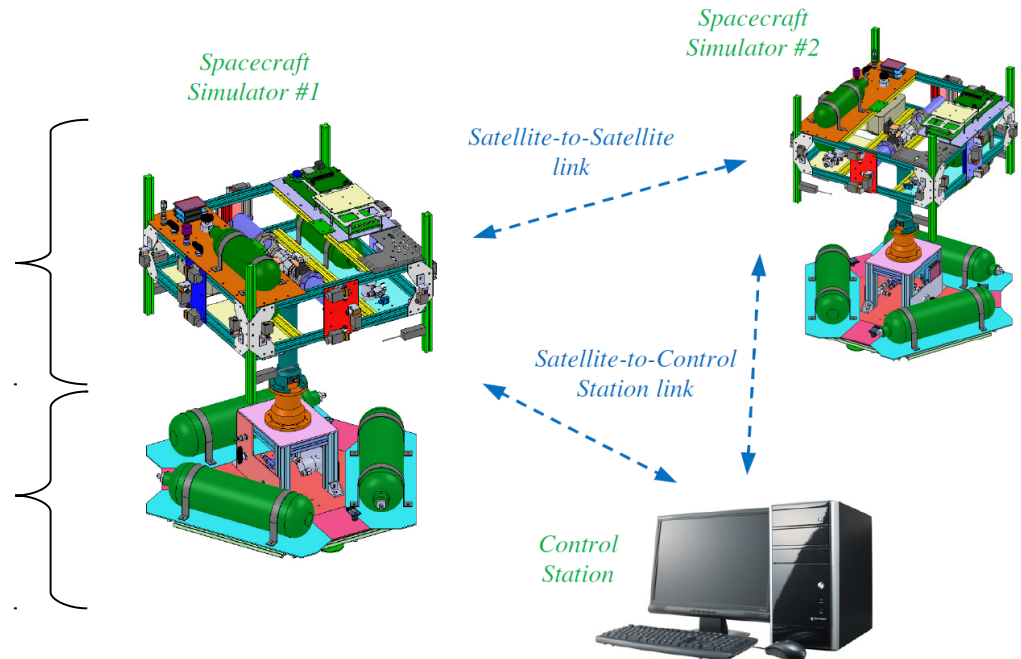 Spacecraft
Simulator #2
Spacecraft
Simulator #1
Satellite-to-Satellite
link
Satellite-to-Control
Station link
Control
Station